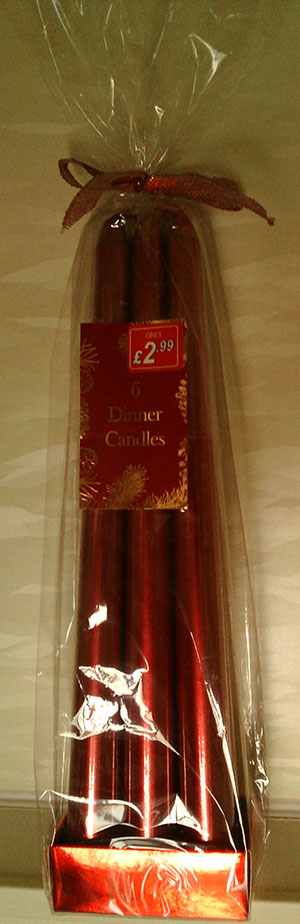 ONLY
£2.99
6
Dinner
Candles